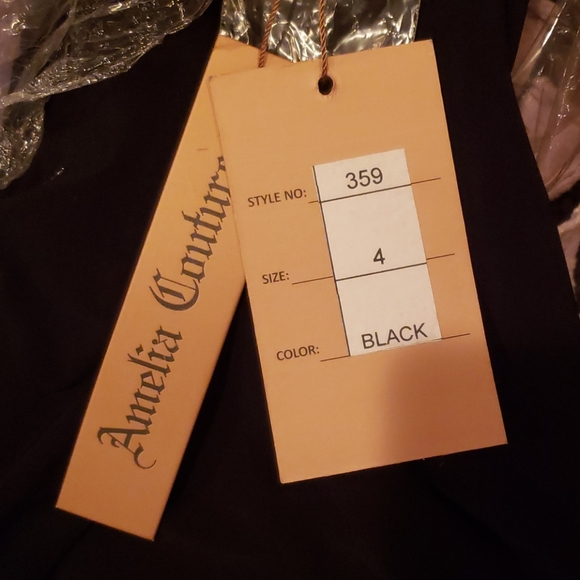 Amelia Couture
STYLE NO: 359
SIZE: 4
COLOR: BLACK